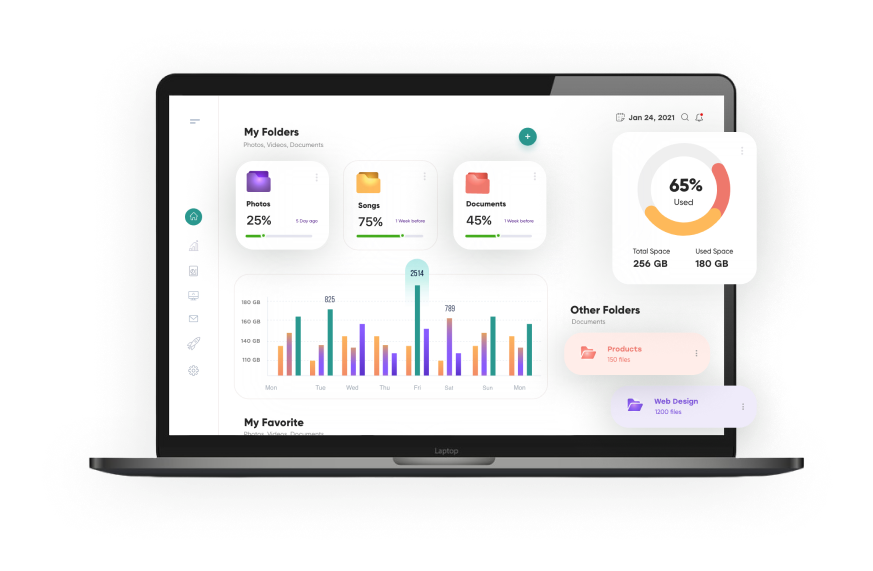 My Folders
Photos, Videos, Documents
+
Jan 24, 2021
Photos
25%
5 Day ago
Songs
75%
1 Week before
Documents
45%
1 Week before
65%
Used
Total Space
Used Space
256 GB
180 GB
2514
825
789
180 GB
160 GB
140 GB
110 GB
Mon
Tue
Wed
Thu
Fri
Sar
Sun
Mon
Other Folders
Documents
Products
150 files
Web Design
1200 files
My Favorite
Photos, Videos, Documents
Laptop